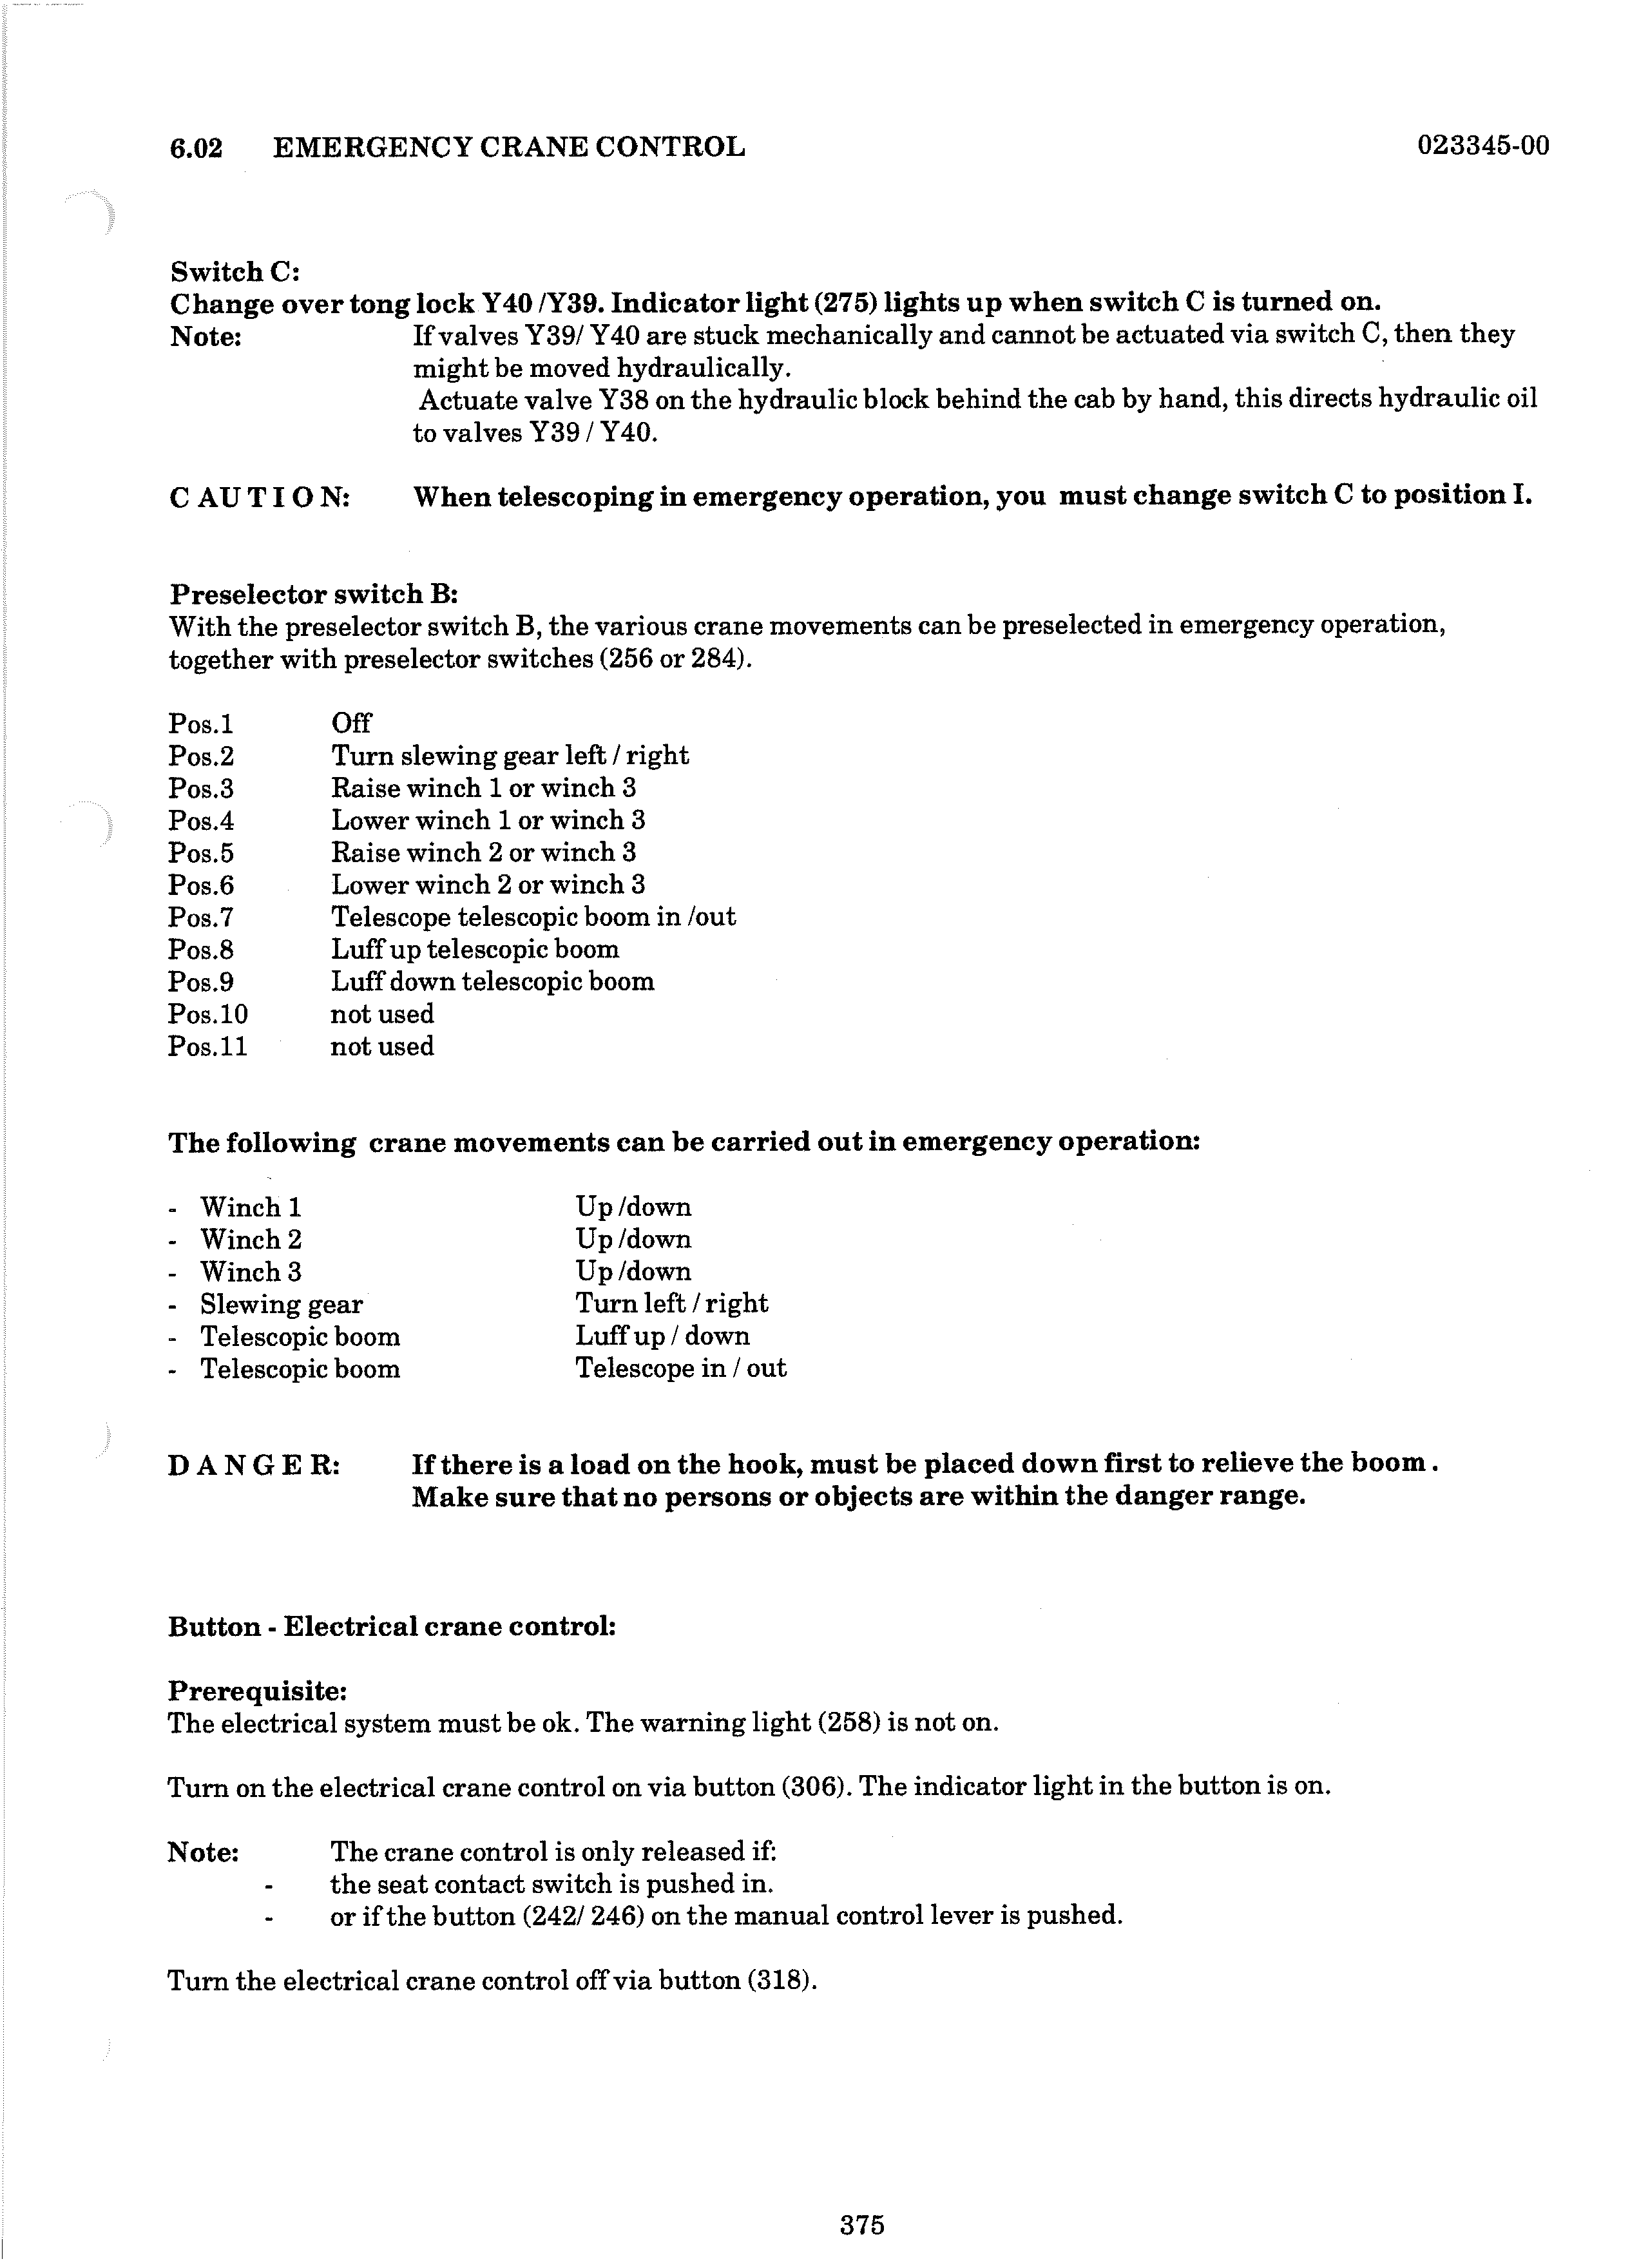 6.02 EMERGENCY CRANE CONTROL 023345-00
Switch C:
Change over tong lock Y40 /Y39. Indicator light (275) lights up when switch C is turned on.
Note: If valves Y39/ Y40 are stuck mechanically and cannot be actuated via switch C, then they
might be moved hydraulically.
Actuate valve Y38 on the hydraulic block behind the cab by hand, this directs hydraulic oil
to valves Y39 / Y40.
C A U T I O N: When telescoping in emergency operation, you must change switch C to position I.
Preselector switch B:
With the preselector switch B, the various crane movements can be preselected in emergency operation,
together with preselector switches (256 or 284).
Pos.1 Off
Pos.2 Turn slewing gear left / right
Pos.3 Raise winch 1 or winch 3
Pos.4 Lower winch 1 or winch 3
Pos.5 Raise winch 2 or winch 3
Pos.6 Lower winch 2 or winch 3
Pos.7 Telescope telescopic boom in /out
Pos.8 Luff up telescopic boom
Pos.9 Luff down telescopic boom
Pos.10 not used
Pos.11 not used
The following crane movements can be carried out in emergency operation:
- Winch 1 Up /down
- Winch 2 Up /down
- Winch 3 Up /down
- Slewing gear Turn left / right
- Telescopic boom Luff up / down
- Telescopic boom Telescope in / out
D A N G E R: If there is a load on the hook, must be placed down first to relieve the boom .
Make sure that no persons or objects are within the danger range.
Button - Electrical crane control:
Prerequisite:
The electrical system must be ok. The warning light (258) is not on.
Turn on the electrical crane control on via button (306). The indicator light in the button is on.
Note: The crane control is only released if:
- the seat contact switch is pushed in.
- or if the button (242/ 246) on the manual control lever is pushed.
Turn the electrical crane control off via button (318).
375